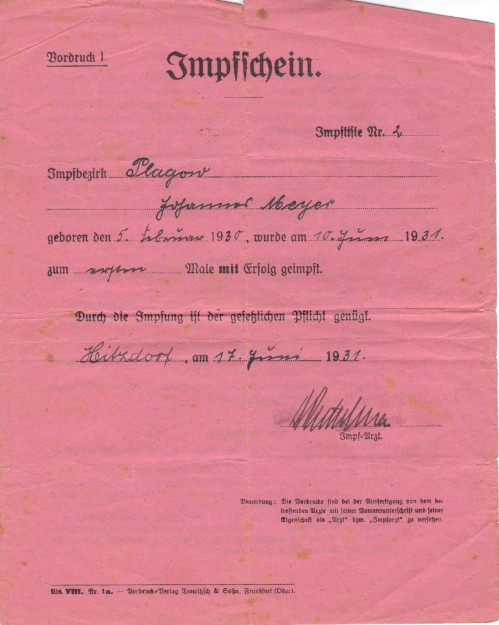 Vordruck I
Impfschein.
Impfliste Nr. 2
Impfbezirk Plagow
Johannes Meyer
geboren den 5. Februar 1930, wurde am 10. Juni 1931.
zum ersten Male mit Erfolg geimpft.
Durch die Impfung ist der gesetzlichen Pflicht genügt.
Hitzdorf, am 17. Juni 1931.
Impf-Arzt.
Bemerkung: Die Vordrucke sind bei der Ausfertigung von dem be-
treffenden Arzte mit seiner Namensunterschrift und seiner
Eigenschaft als „Arzt“ bzw. „Impfarzt“ zu versehen.
Abt. VIII. Nr. 1a. — Vordruck-Verlag Trowitzsch & Sohn, Frankfurt (Oder).